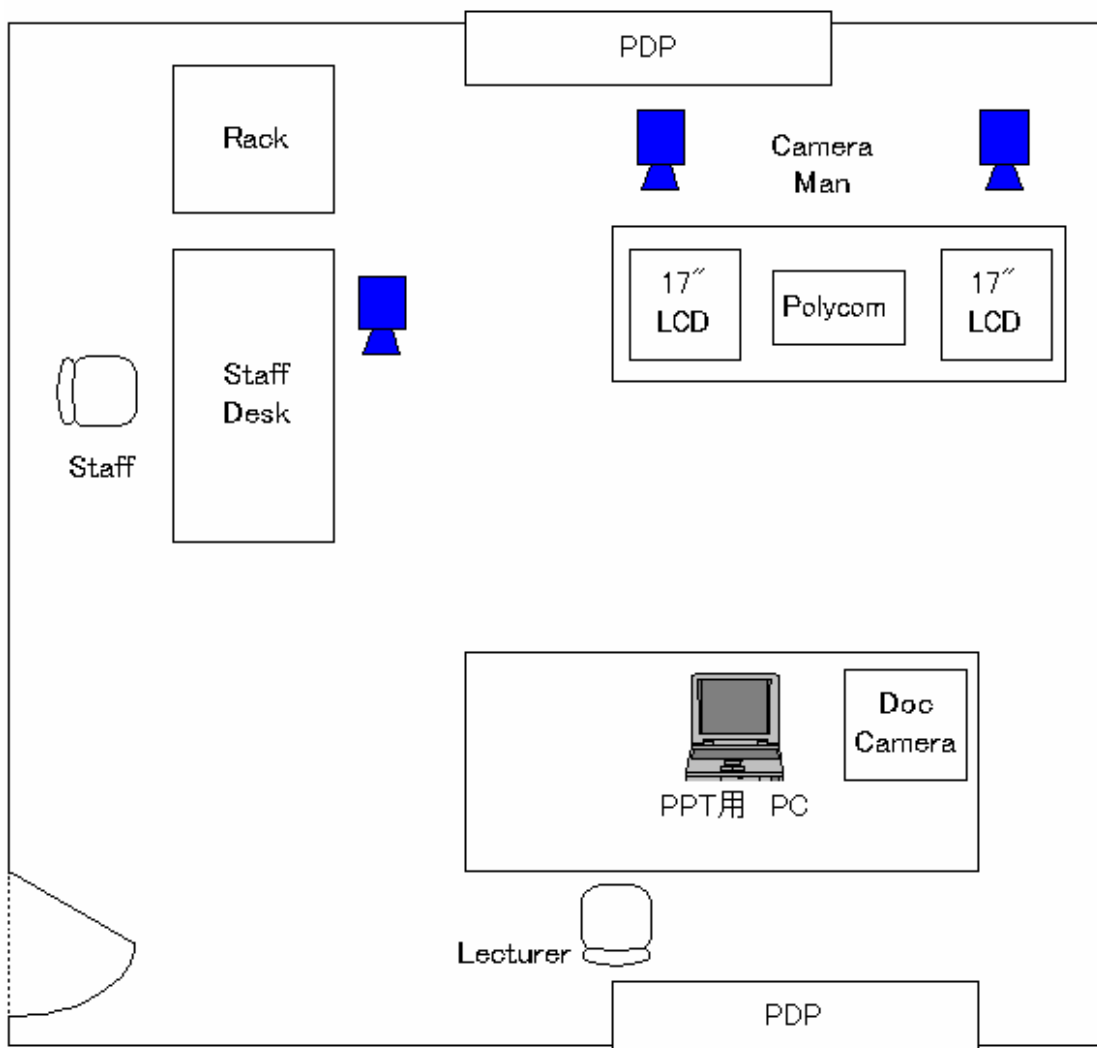 PDP
Rack
Camera
Man
17″
LCD
Polycom
17″
LCD
Staff
Desk
Staff
Doc
Camera
PPT用 PC
Lecturer
PDP